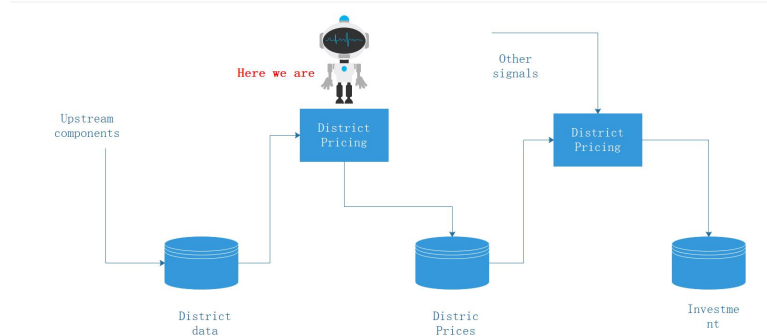 Here we are
Other
signals
Upstream
components
District
Pricing
District
Pricing
District
data
Distric
Prices
Investme
nt